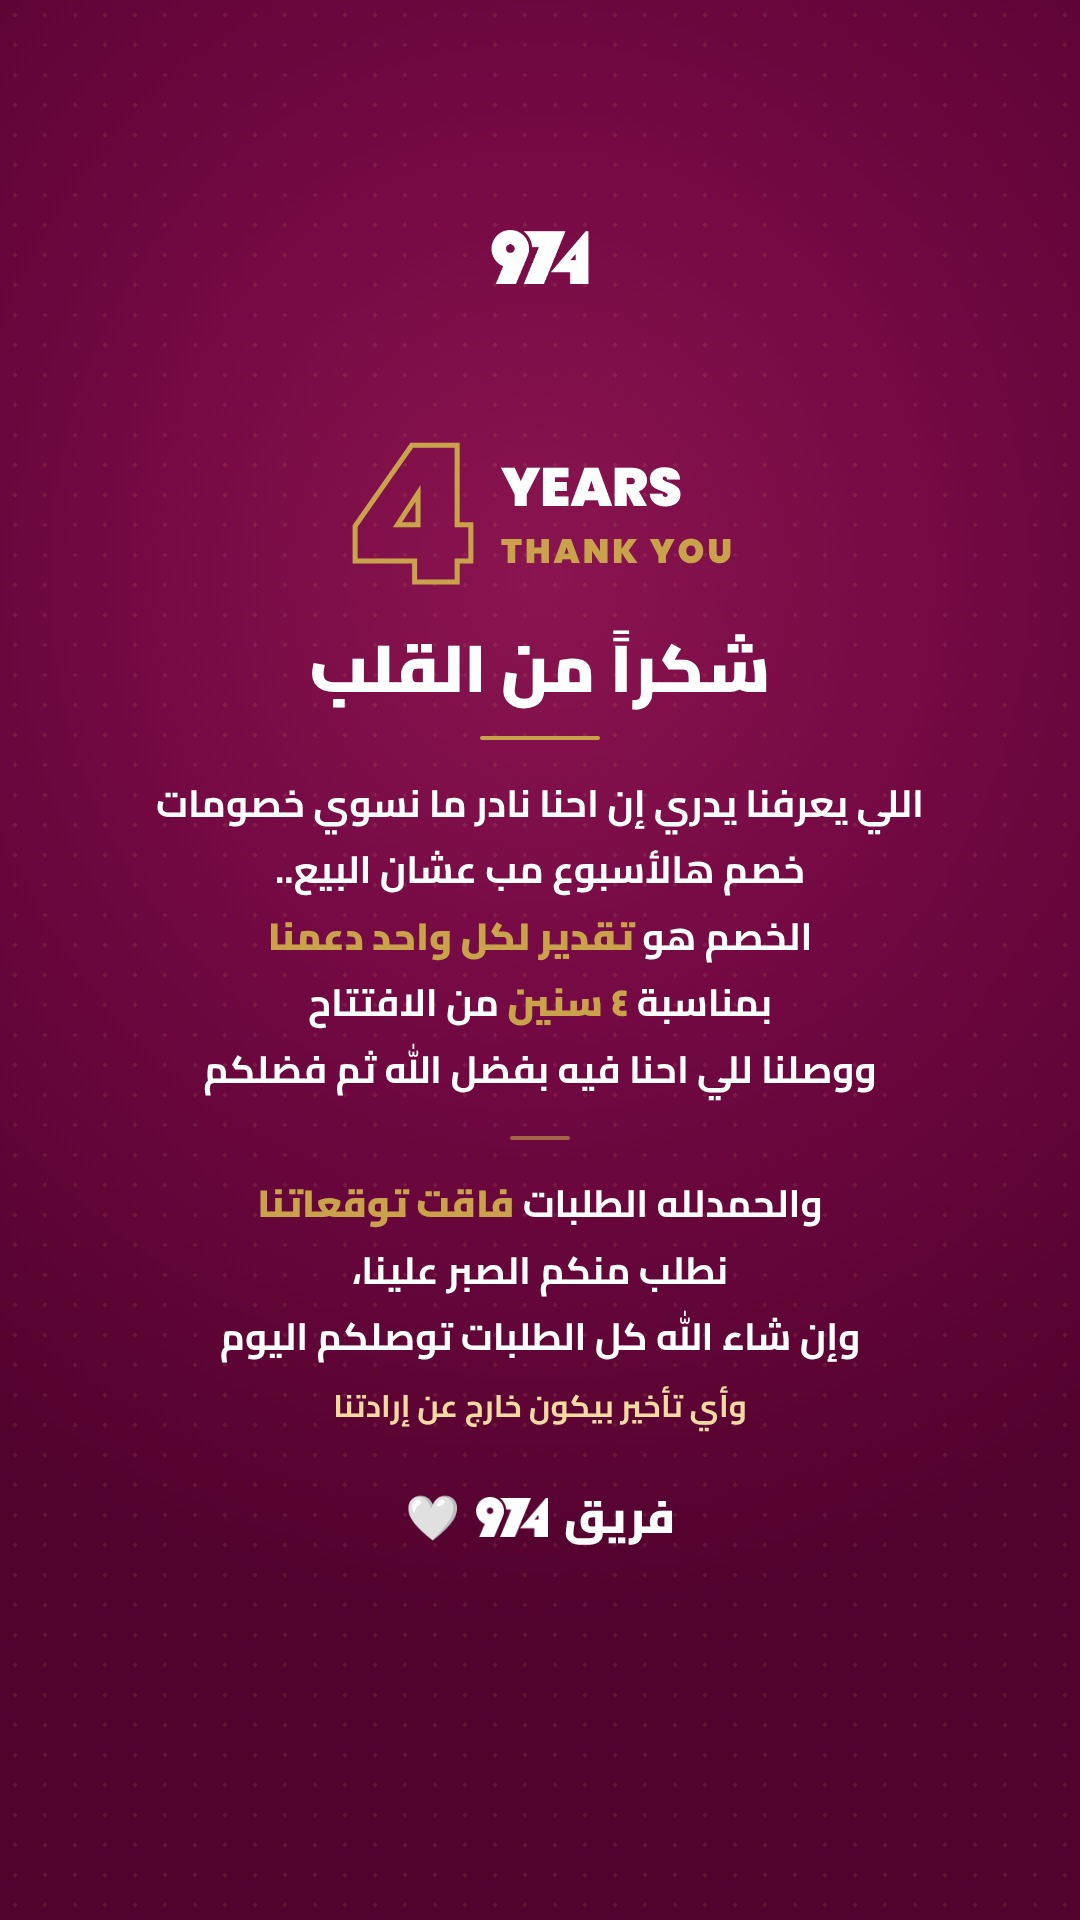 974
4 YEARS
THANK YOU
شكراً من القلب
اللي يعرفنا يدري إن احنا نادر ما نسوي خصومات
خصم هالأسبوع مب عشان البيع..
الخصم هو تقدير لكل واحد دعمنا
بمناسبة ٤ سنين من الافتتاح
ووصلنا للي احنا فيه بفضل الله ثم فضلكم
والحمدلله الطلبات فاقت توقعاتنا
نطلب منكم الصبر علينا،
وإن شاء الله كل الطلبات توصلكم اليوم
وأي تأخير بيكون خارج عن إرادتنا
فريق 974 🤍